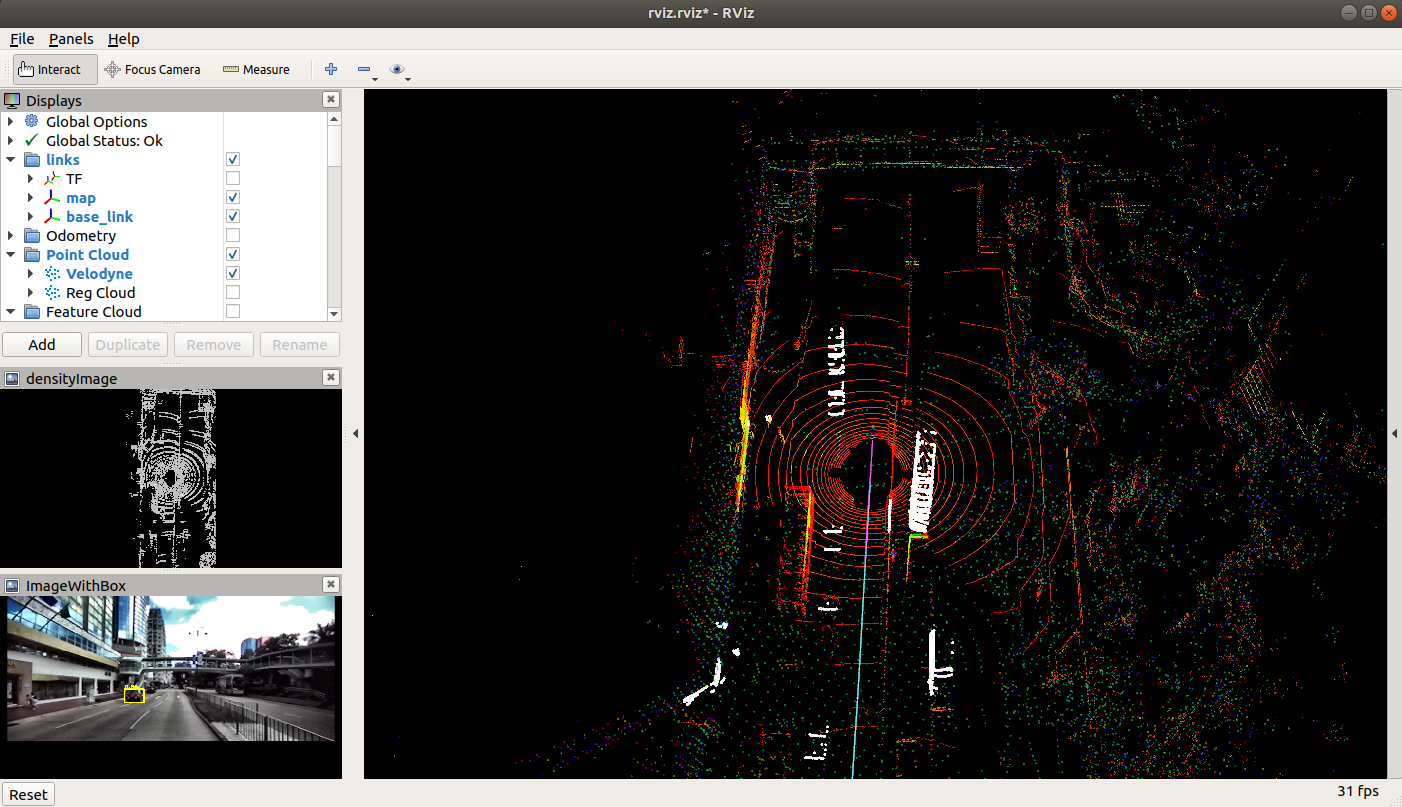 rviz.rviz* - RViz
File Panels Help
Interact Focus Camera Measure
Displays
Global Options
Global Status: Ok
links
TF
map
base_link
Odometry
Point Cloud
Velodyne
Reg Cloud
Feature Cloud
Add Duplicate Remove Rename
densityImage
ImageWithBox
Reset
31 fps